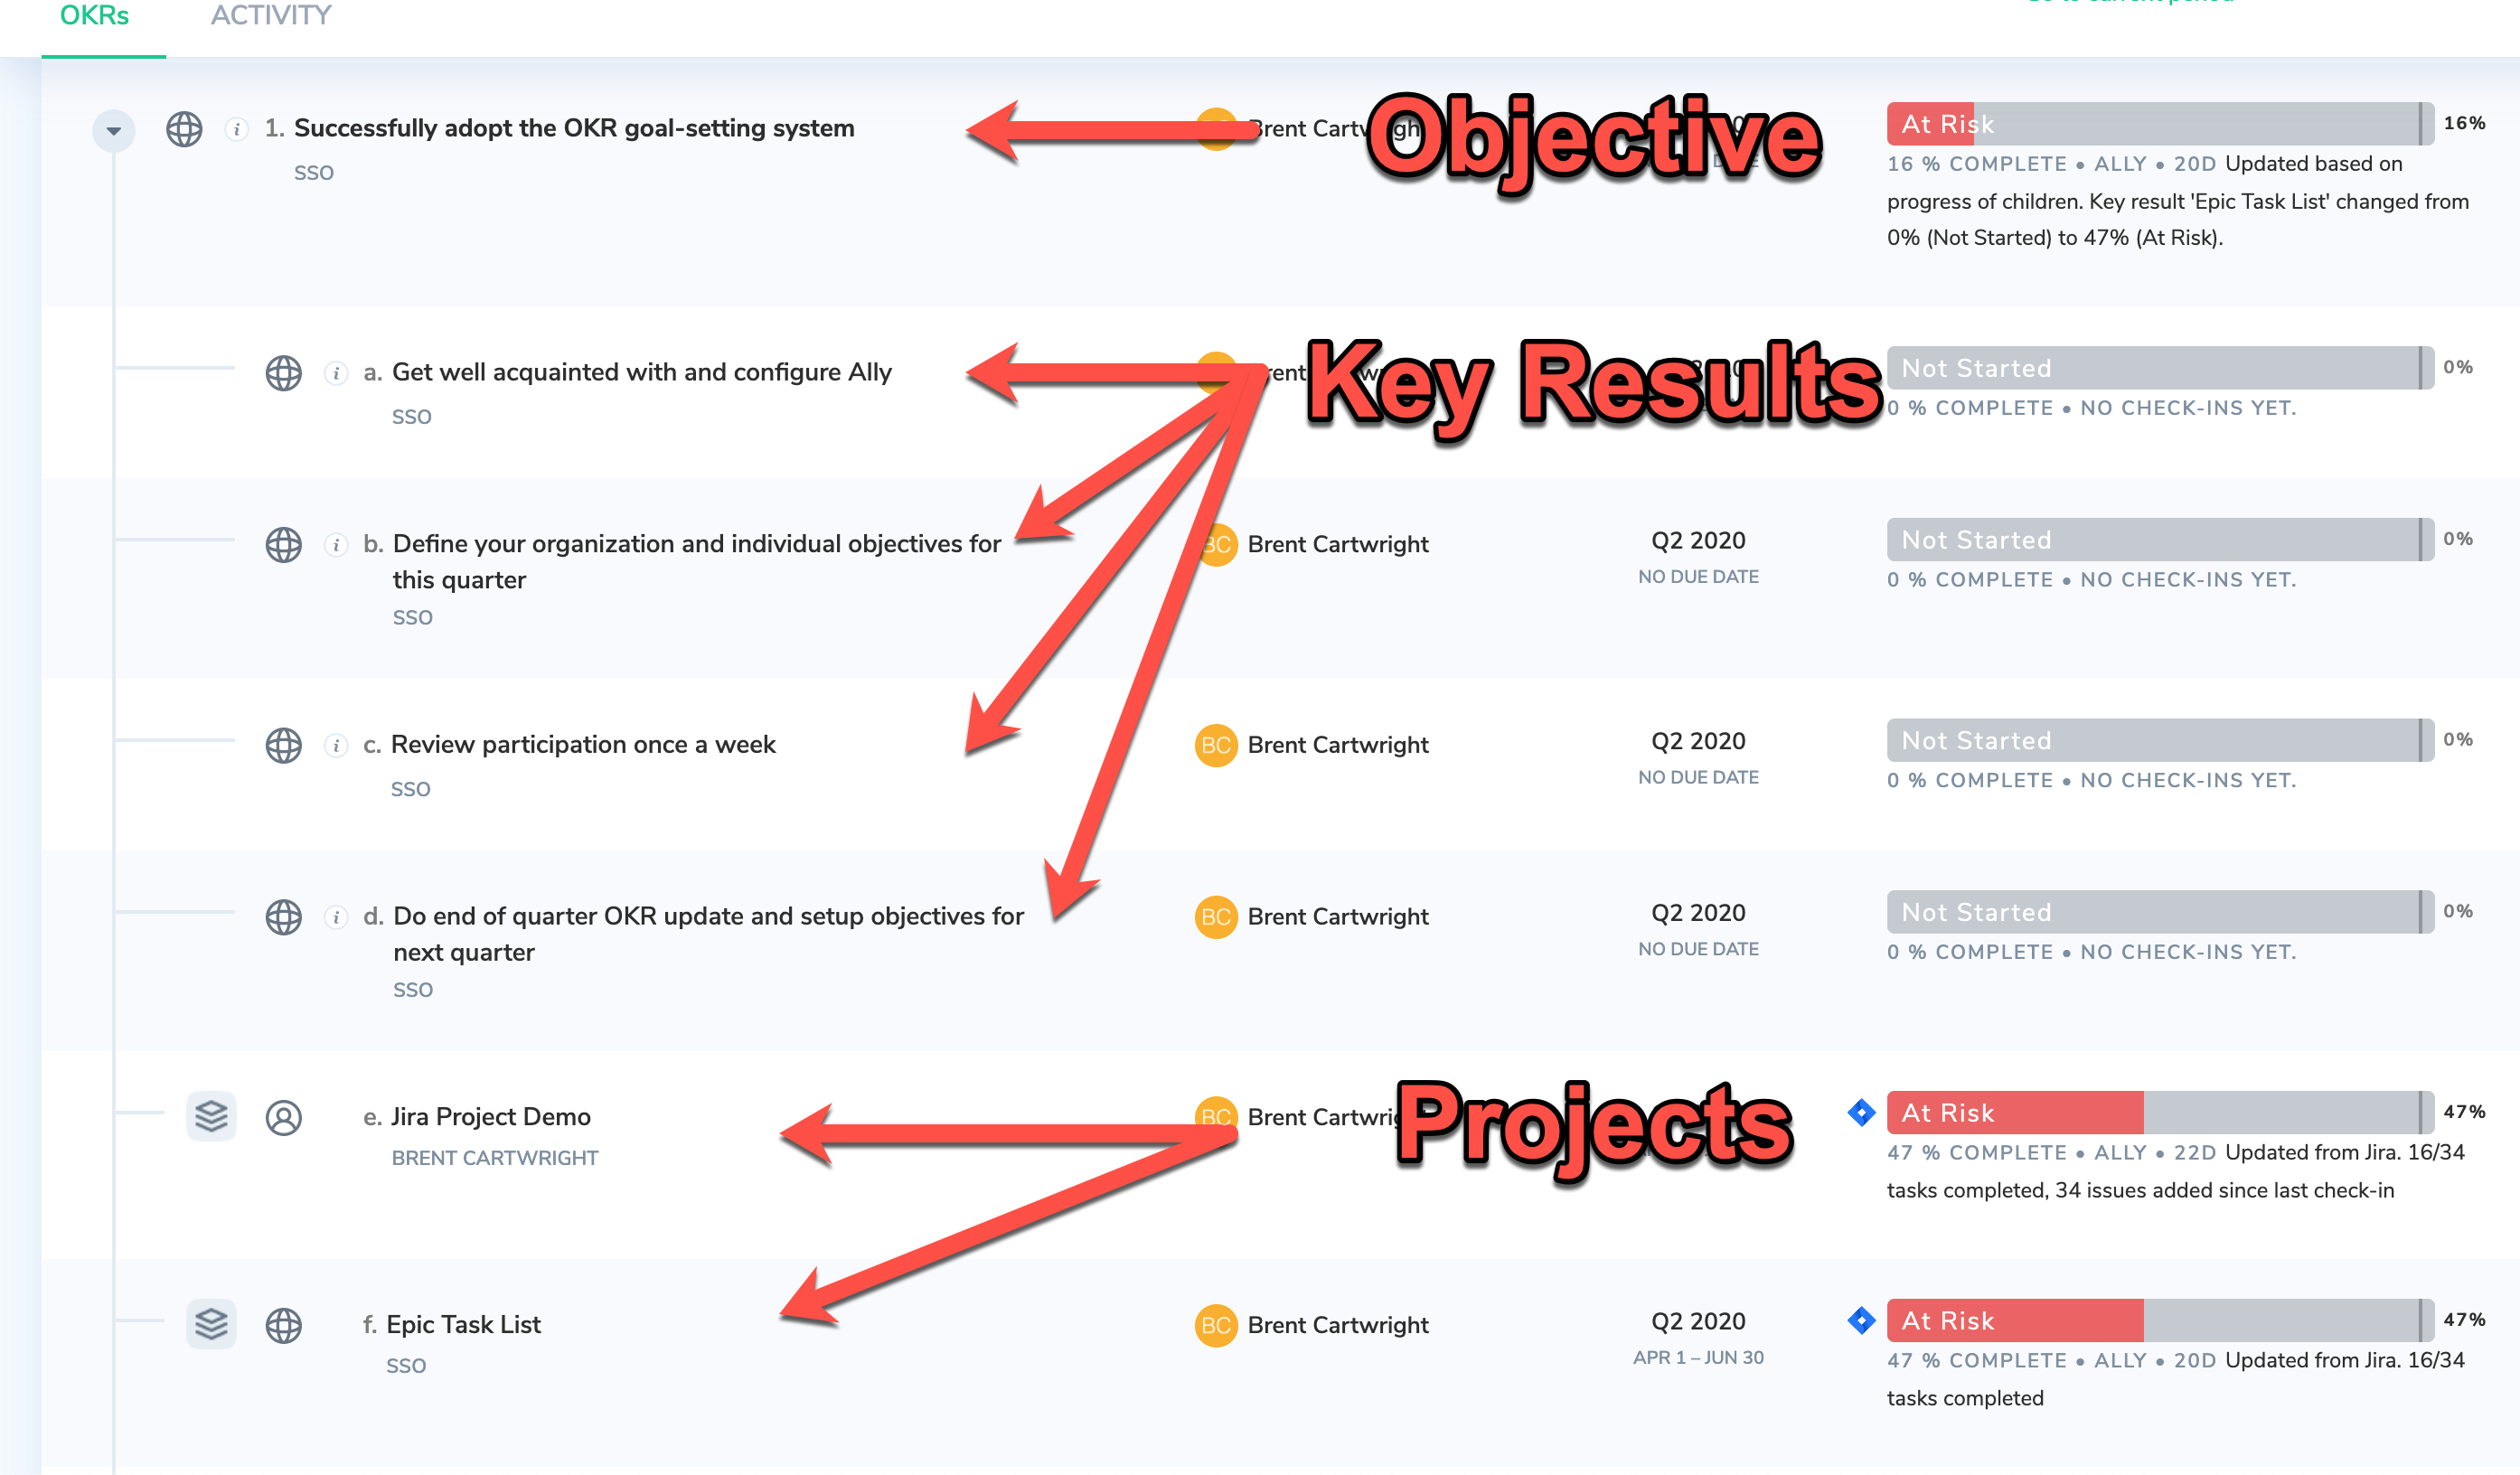 OKRs ACTIVITY
1. Successfully adopt the OKR goal-setting system
SSO
Objective
At Risk 16%
16 % COMPLETE • ALLY • 20D Updated based on
progress of children. Key result 'Epic Task List' changed from
0% (Not Started) to 47% (At Risk).
a. Get well acquainted with and configure Ally
SSO
Key Results
Not Started 0%
0 % COMPLETE • NO CHECK-INS YET.
b. Define your organization and individual objectives for
this quarter
SSO
BC Brent Cartwright
Q2 2020
NO DUE DATE
Not Started 0%
0 % COMPLETE • NO CHECK-INS YET.
c. Review participation once a week
SSO
BC Brent Cartwright
Q2 2020
NO DUE DATE
Not Started 0%
0 % COMPLETE • NO CHECK-INS YET.
d. Do end of quarter OKR update and setup objectives for
next quarter
SSO
BC Brent Cartwright
Q2 2020
NO DUE DATE
Not Started 0%
0 % COMPLETE • NO CHECK-INS YET.
e. Jira Project Demo
BRENT CARTWRIGHT
BC Brent
Projects
At Risk 47%
47 % COMPLETE • ALLY • 22D Updated from Jira. 16/34
tasks completed, 34 issues added since last check-in
f. Epic Task List
SSO
BC Brent Cartwright
Q2 2020
APR 1 – JUN 30
At Risk 47%
47 % COMPLETE • ALLY • 20D Updated from Jira. 16/34
tasks completed